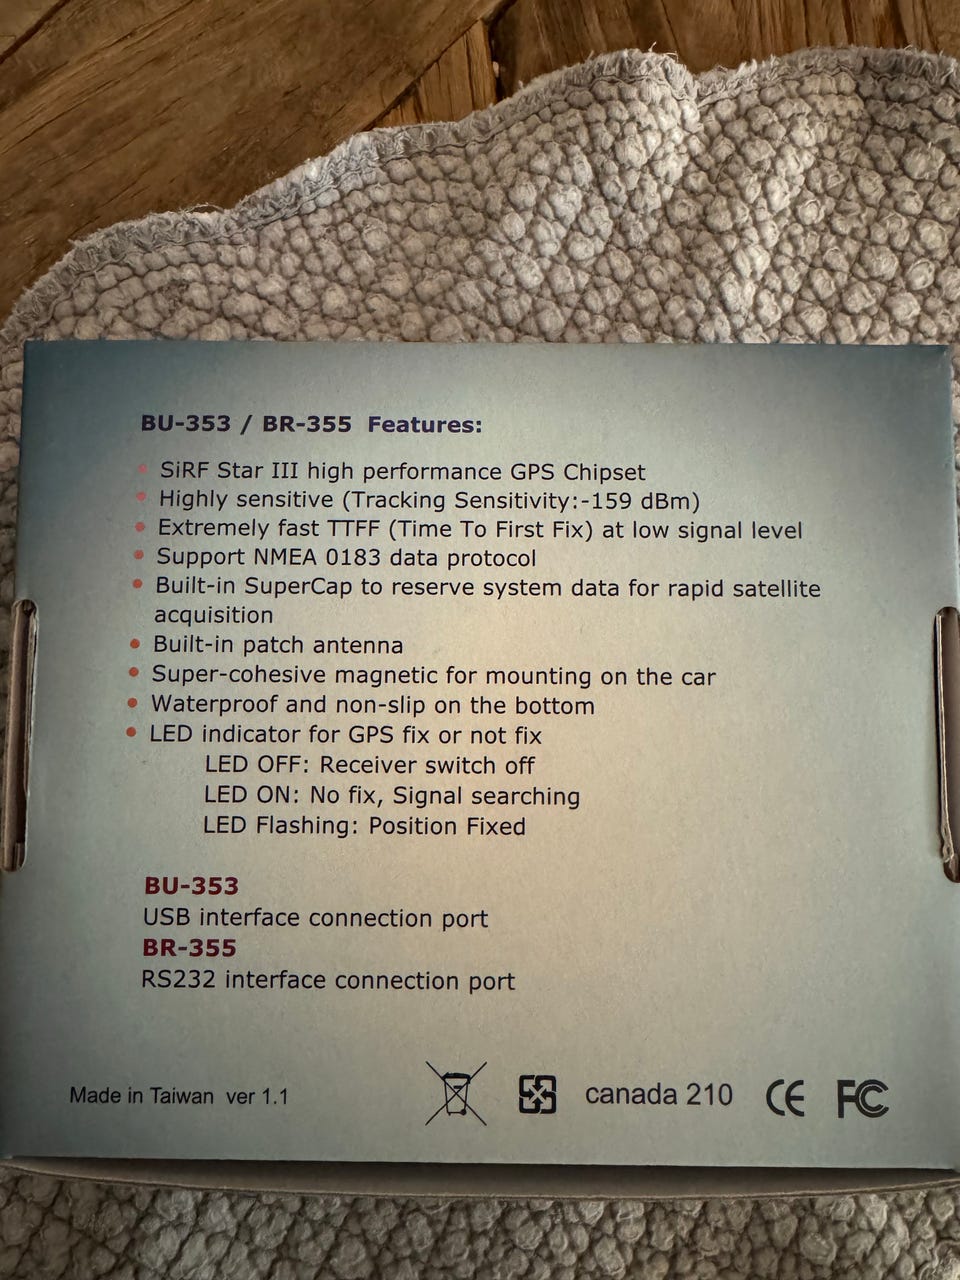 BU-353 / BR-355 Features:
SiRF Star III high performance GPS Chipset
Highly sensitive (Tracking Sensitivity:-159 dBm)
Extremely fast TTFF (Time To First Fix) at low signal level
Support NMEA 0183 data protocol
Built-in SuperCap to reserve system data for rapid satellite
acquisition
Built-in patch antenna
Super-cohesive magnetic for mounting on the car
Waterproof and non-slip on the bottom
LED indicator for GPS fix or not fix
LED OFF: Receiver switch off
LED ON: No fix, Signal searching
LED Flashing: Position Fixed
BU-353
USB interface connection port
BR-355
RS232 interface connection port
Made in Taiwan ver 1.1 canada 210 CE FC